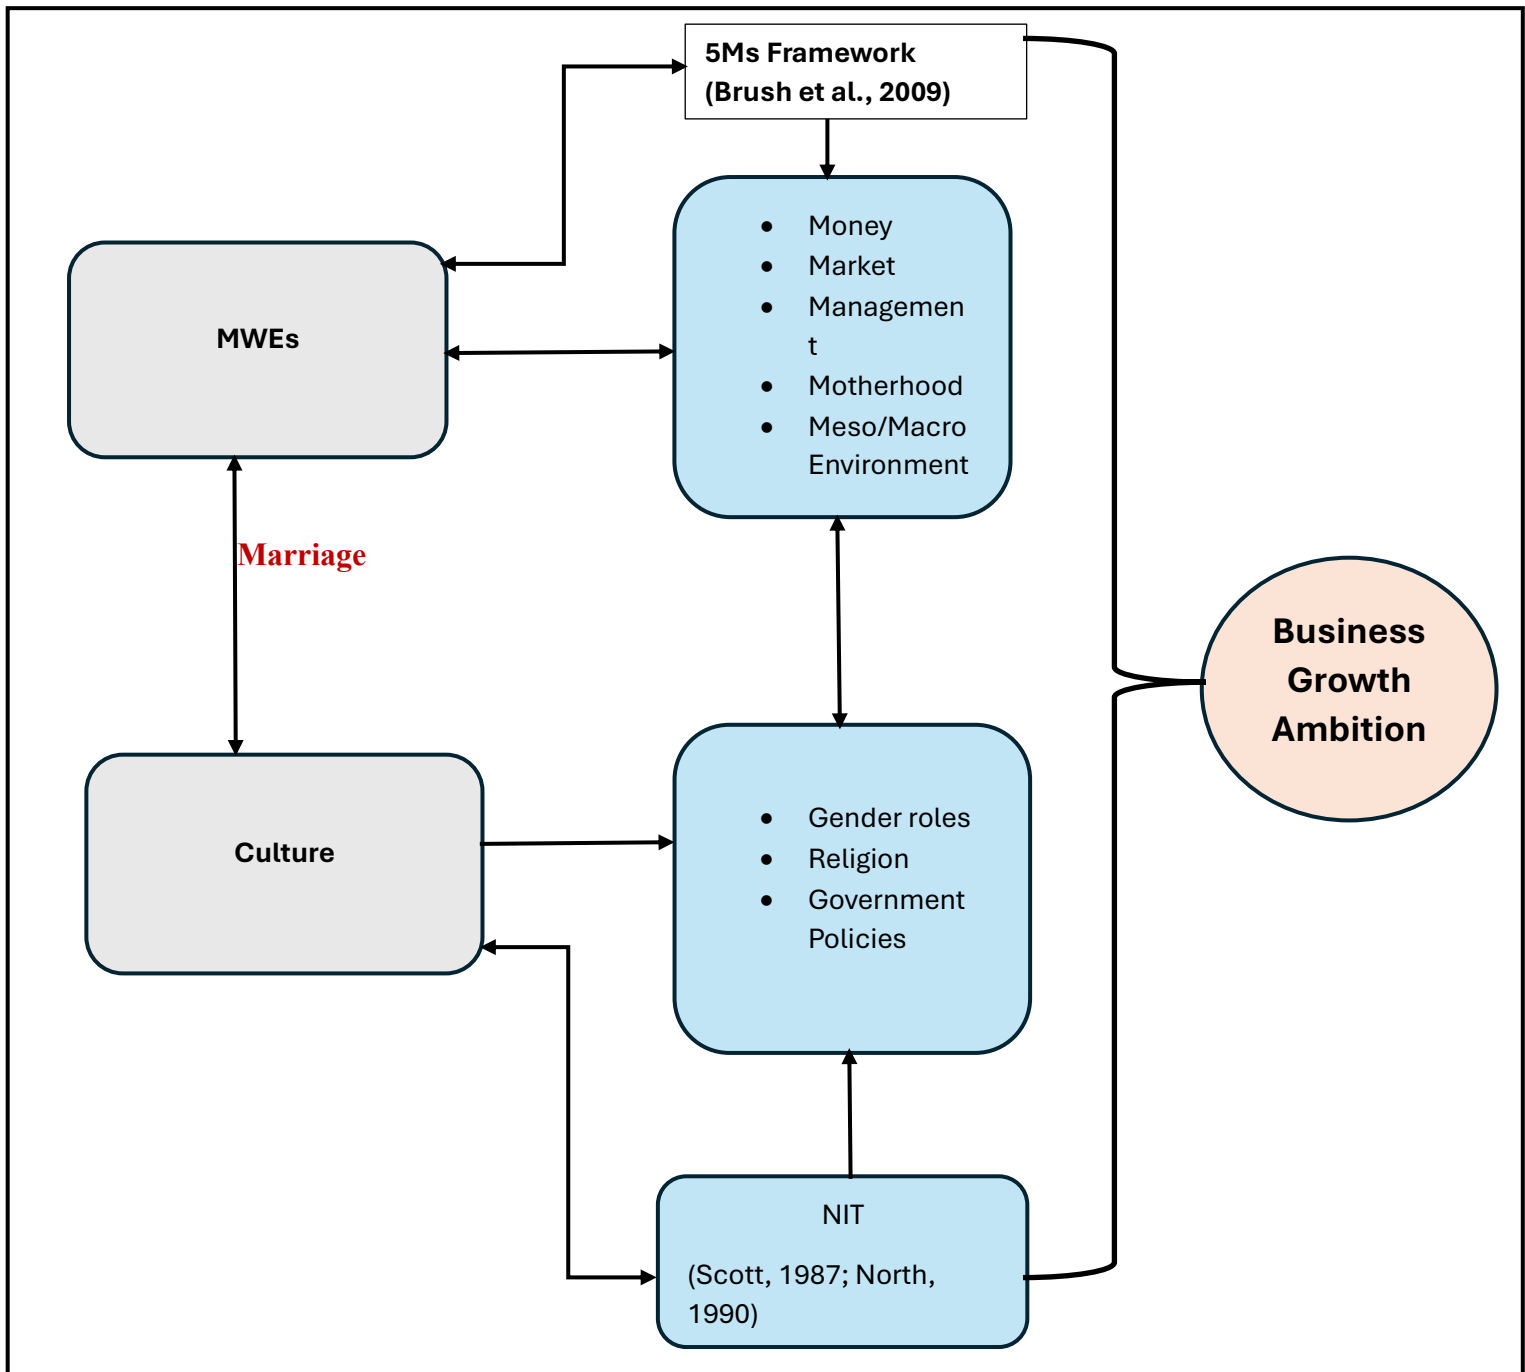 5Ms Framework
(Brush et al., 2009)
• Money
• Market
• Managemen
t
• Motherhood
• Meso/Macro
Environment
MWEs
Marriage
Business
Growth
Ambition
Culture
• Gender roles
• Religion
• Government
Policies
NIT
(Scott, 1987; North,
1990)